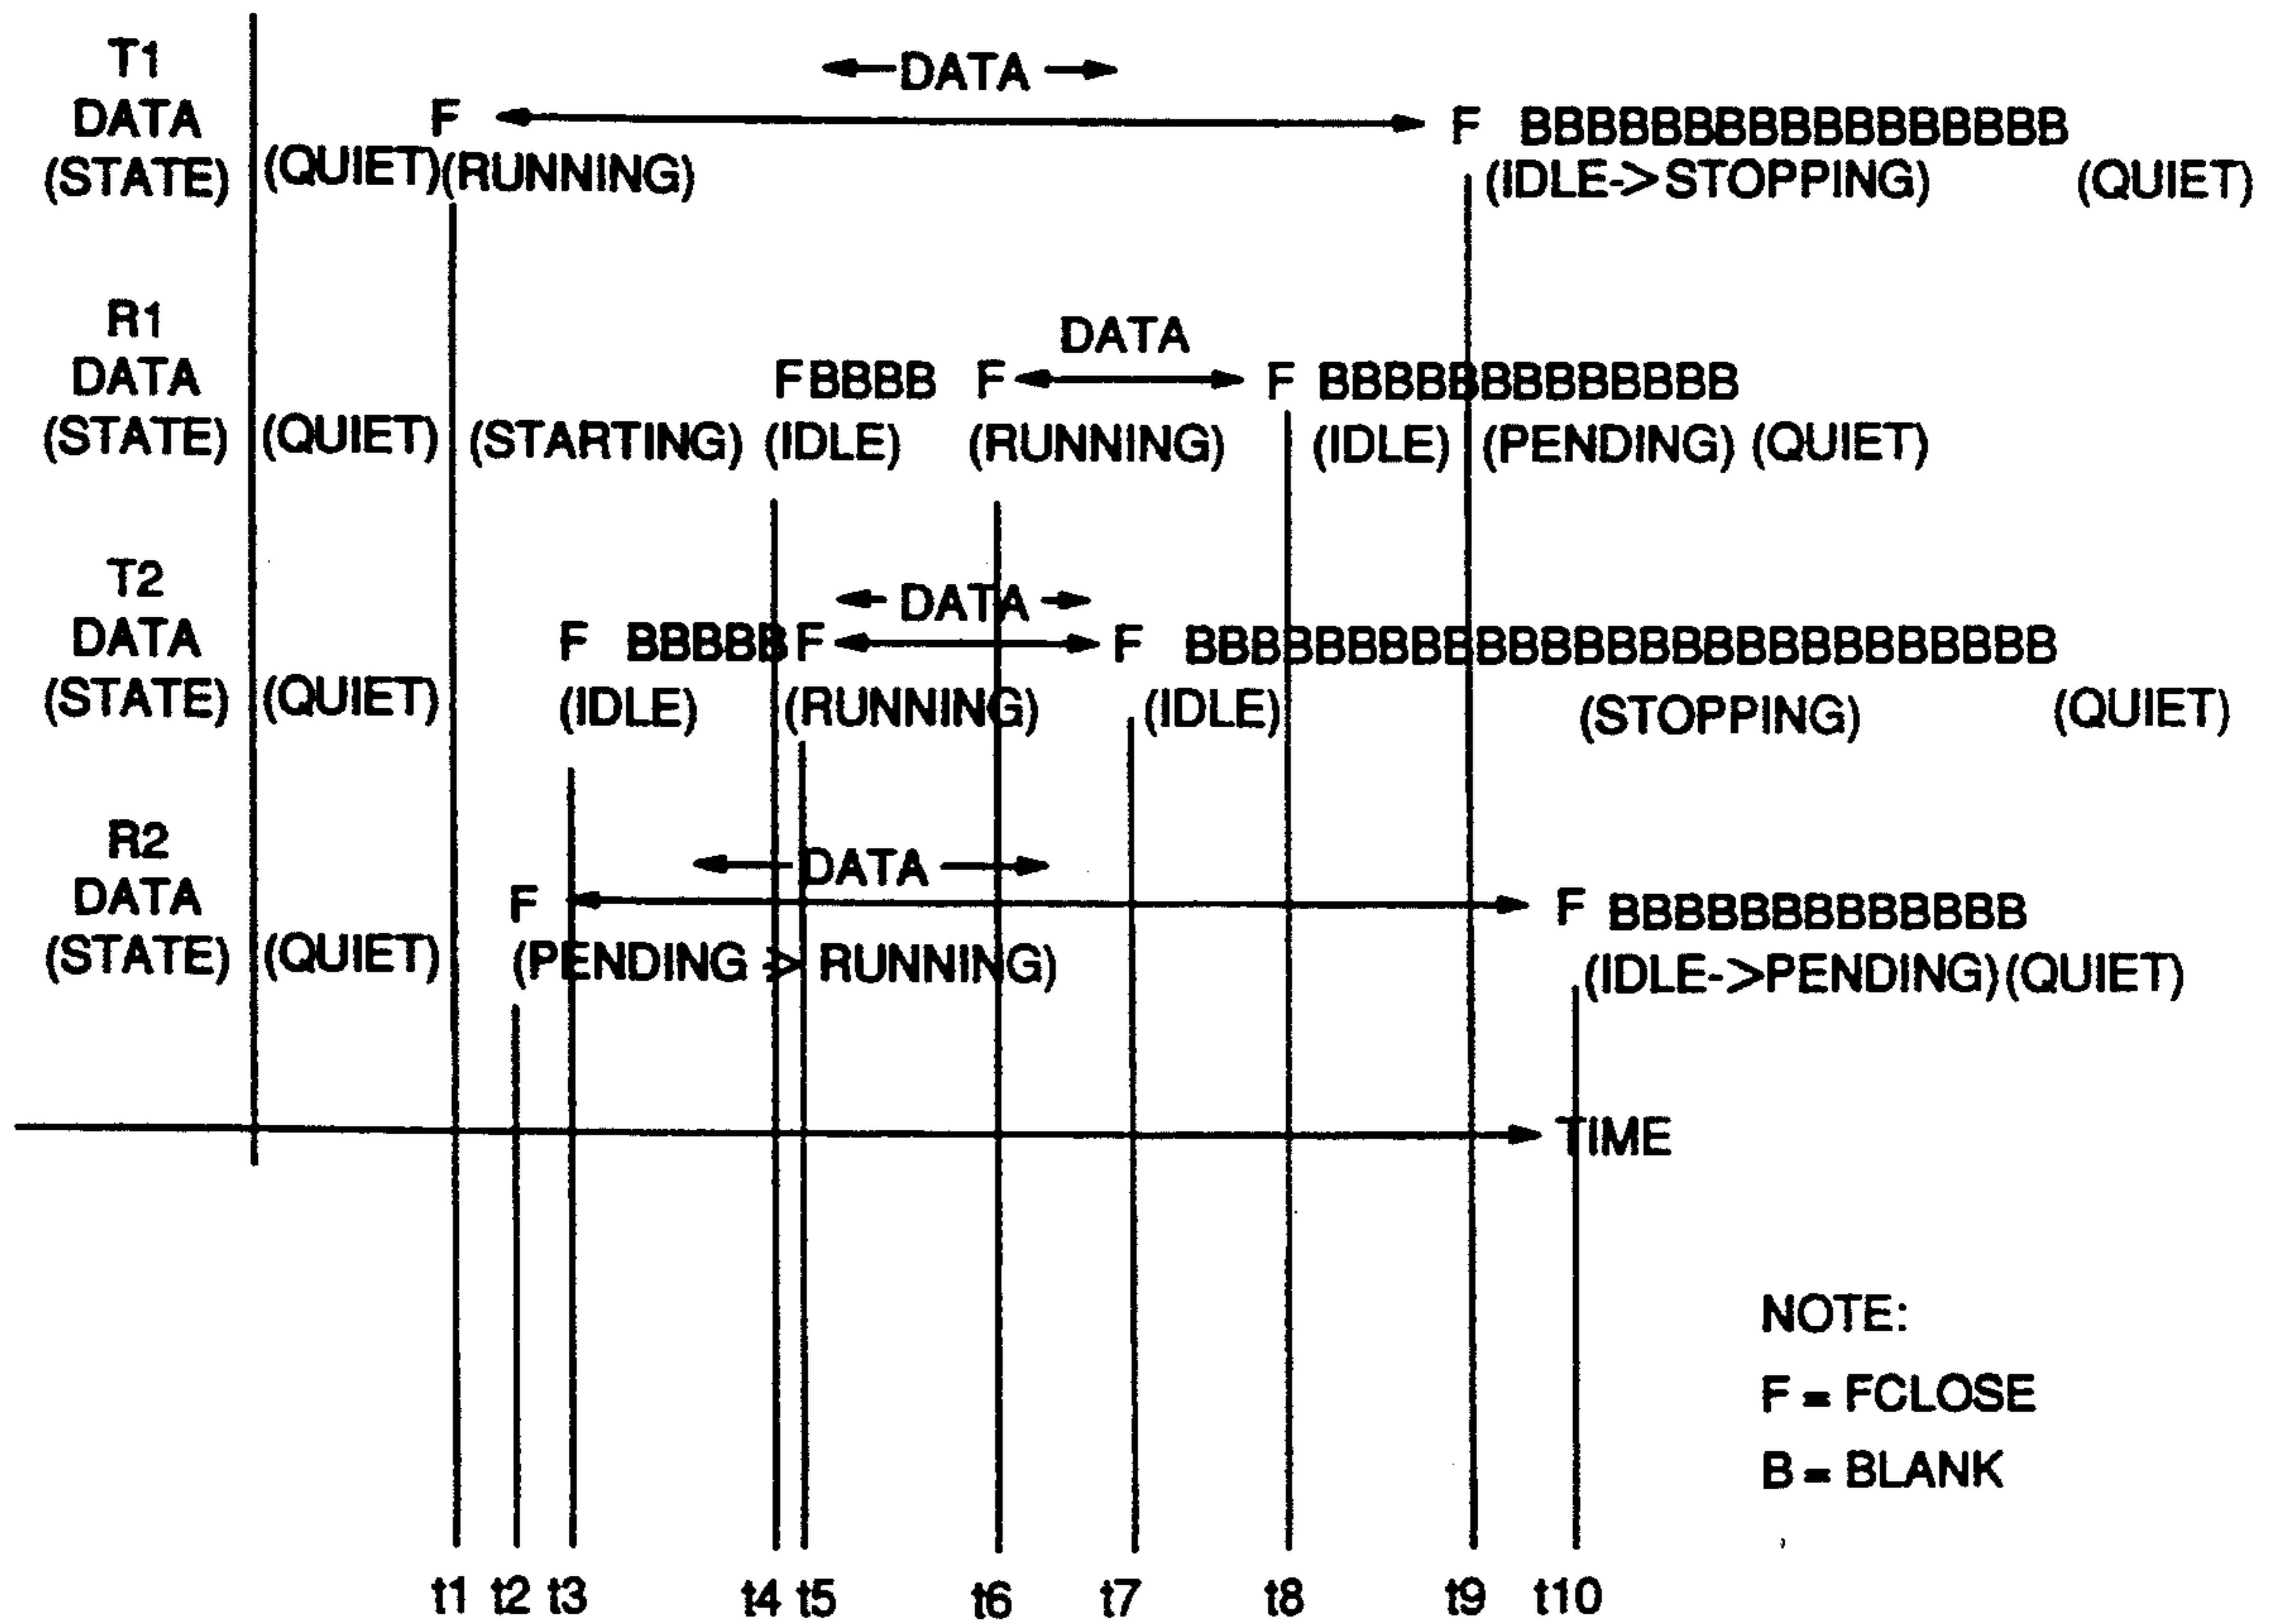 T1
← DATA →
DATA F F BBBBBBBBBBBBBBBBB
(STATE) (QUIET) (RUNNING) (IDLE->STOPPING) (QUIET)
R1
DATA
DATA FBBBB F F BBBBBBBBBBBBB
(STATE) (QUIET) (STARTING) (IDLE) (RUNNING) (IDLE) (PENDING) (QUIET)
T2
DATA
DATA F BBBBB F F BBBBBBBBBBBBBBBBBBBBBBBBBBB
(STATE) (QUIET) (IDLE) (RUNNING) (IDLE) (STOPPING) (QUIET)
R2
DATA
DATA F F BBBBBBBBBBBBB
(STATE) (QUIET) (PENDING > RUNNING) (IDLE->PENDING) (QUIET)
TIME
NOTE:
F = FCLOSE
B = BLANK
t1 t2 t3 t4 t5 t6 t7 t8 t9 t10